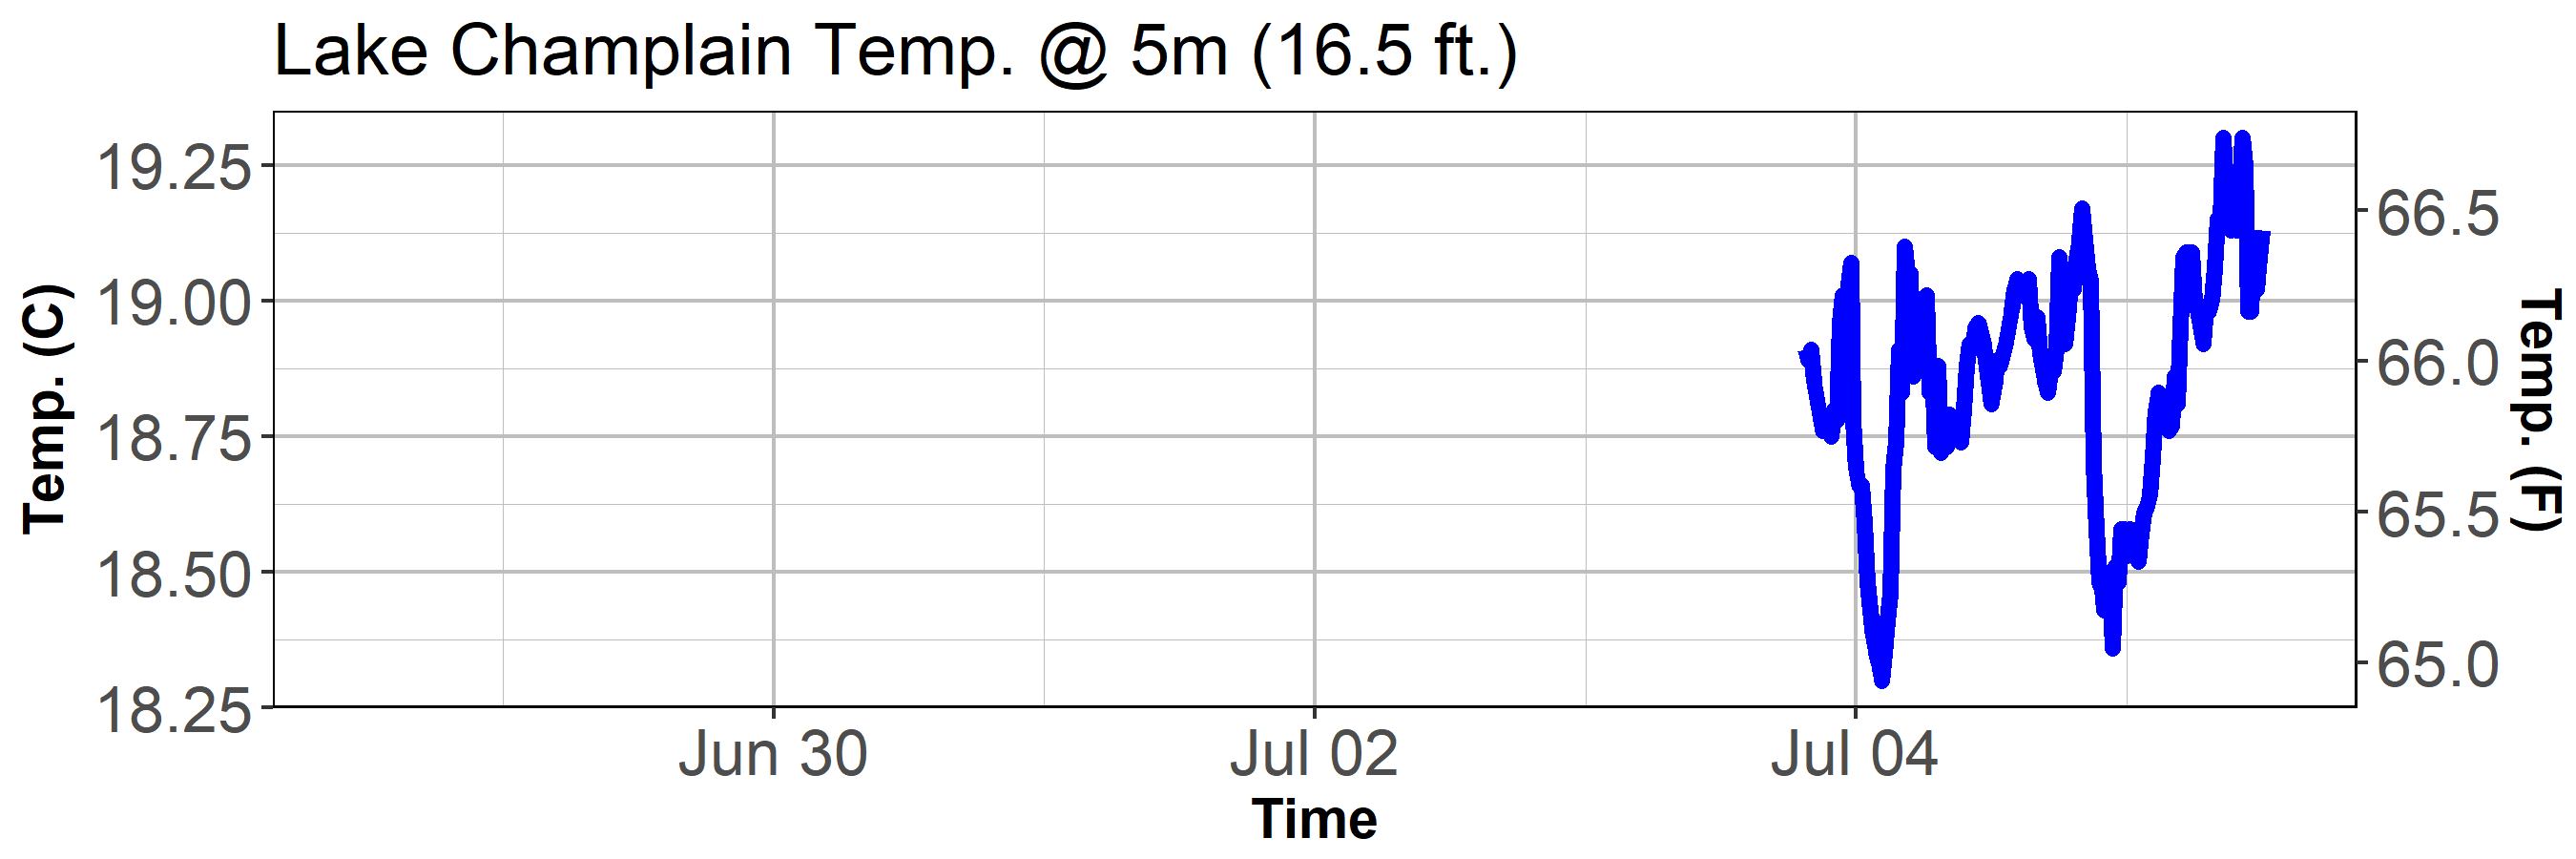 Lake Champlain Temp. @ 5m (16.5 ft.)
19.25
19.00
18.75
18.50
18.25
Temp. (C)
66.5
66.0
65.5
65.0
Temp. (F)
Jun 30
Jul 02
Jul 04
Time